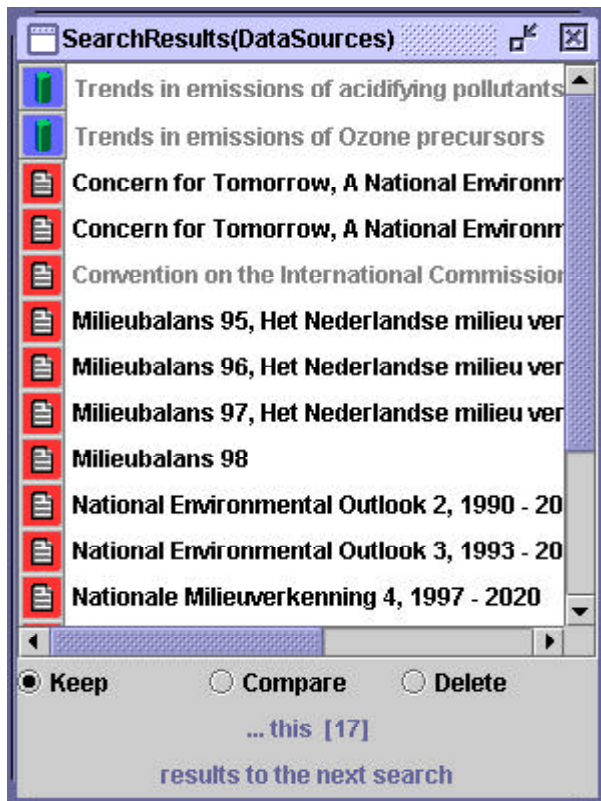 SearchResults(DataSources)
Trends in emissions of acidifying pollutants
Trends in emissions of Ozone precursors
Concern for Tomorrow, A National Environm
Concern for Tomorrow, A National Environm
Convention on the International Commission
Milieubalans 95, Het Nederlandse milieu ver
Milieubalans 96, Het Nederlandse milieu ver
Milieubalans 97, Het Nederlandse milieu ver
Milieubalans 98
National Environmental Outlook 2, 1990 - 20
National Environmental Outlook 3, 1993 - 20
Nationale Milieuverkenning 4, 1997 - 2020
Keep Compare Delete
... this [17]
results to the next search